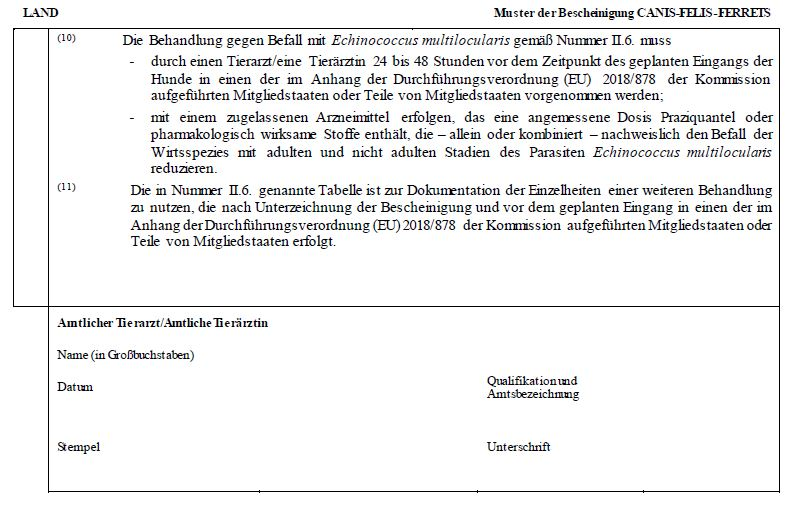 LAND Muster der Bescheinigung CANIS-FELIS-FERRETS
(10) Die Behandlung gegen Befall mit Echinococcus multilocularis gemäß Nummer II.6. muss
- durch einen Tierarzt/eine Tierärztin 24 bis 48 Stunden vor dem Zeitpunkt des geplanten Eingangs der
Hunde in einen der im Anhang der Durchführungsverordnung (EU) 2018/878 der Kommission
aufgeführten Mitgliedstaaten oder Teile von Mitgliedstaaten vorgenommen werden;
- mit einem zugelassenen Arzneimittel erfolgen, das eine angemessene Dosis Praziquantel oder
pharmakologisch wirksame Stoffe enthält, die – allein oder kombiniert – nachweislich den Befall der
Wirtsspezies mit adulten und nicht adulten Stadien des Parasiten Echinococcus multilocularis
reduzieren.
(11) Die in Nummer II.6. genannte Tabelle ist zur Dokumentation der Einzelheiten einer weiteren Behandlung
zu nutzen, die nach Unterzeichnung der Bescheinigung und vor dem geplanten Eingang in einen der im
Anhang der Durchführungsverordnung (EU) 2018/878 der Kommission aufgeführten Mitgliedstaaten oder
Teile von Mitgliedstaaten erfolgt.
Amtlicher Tierarzt/Amtliche Tierärztin
Name (in Großbuchstaben)
Datum
Qualifikation und
Amtsbezeichnung
Stempel
Unterschrift